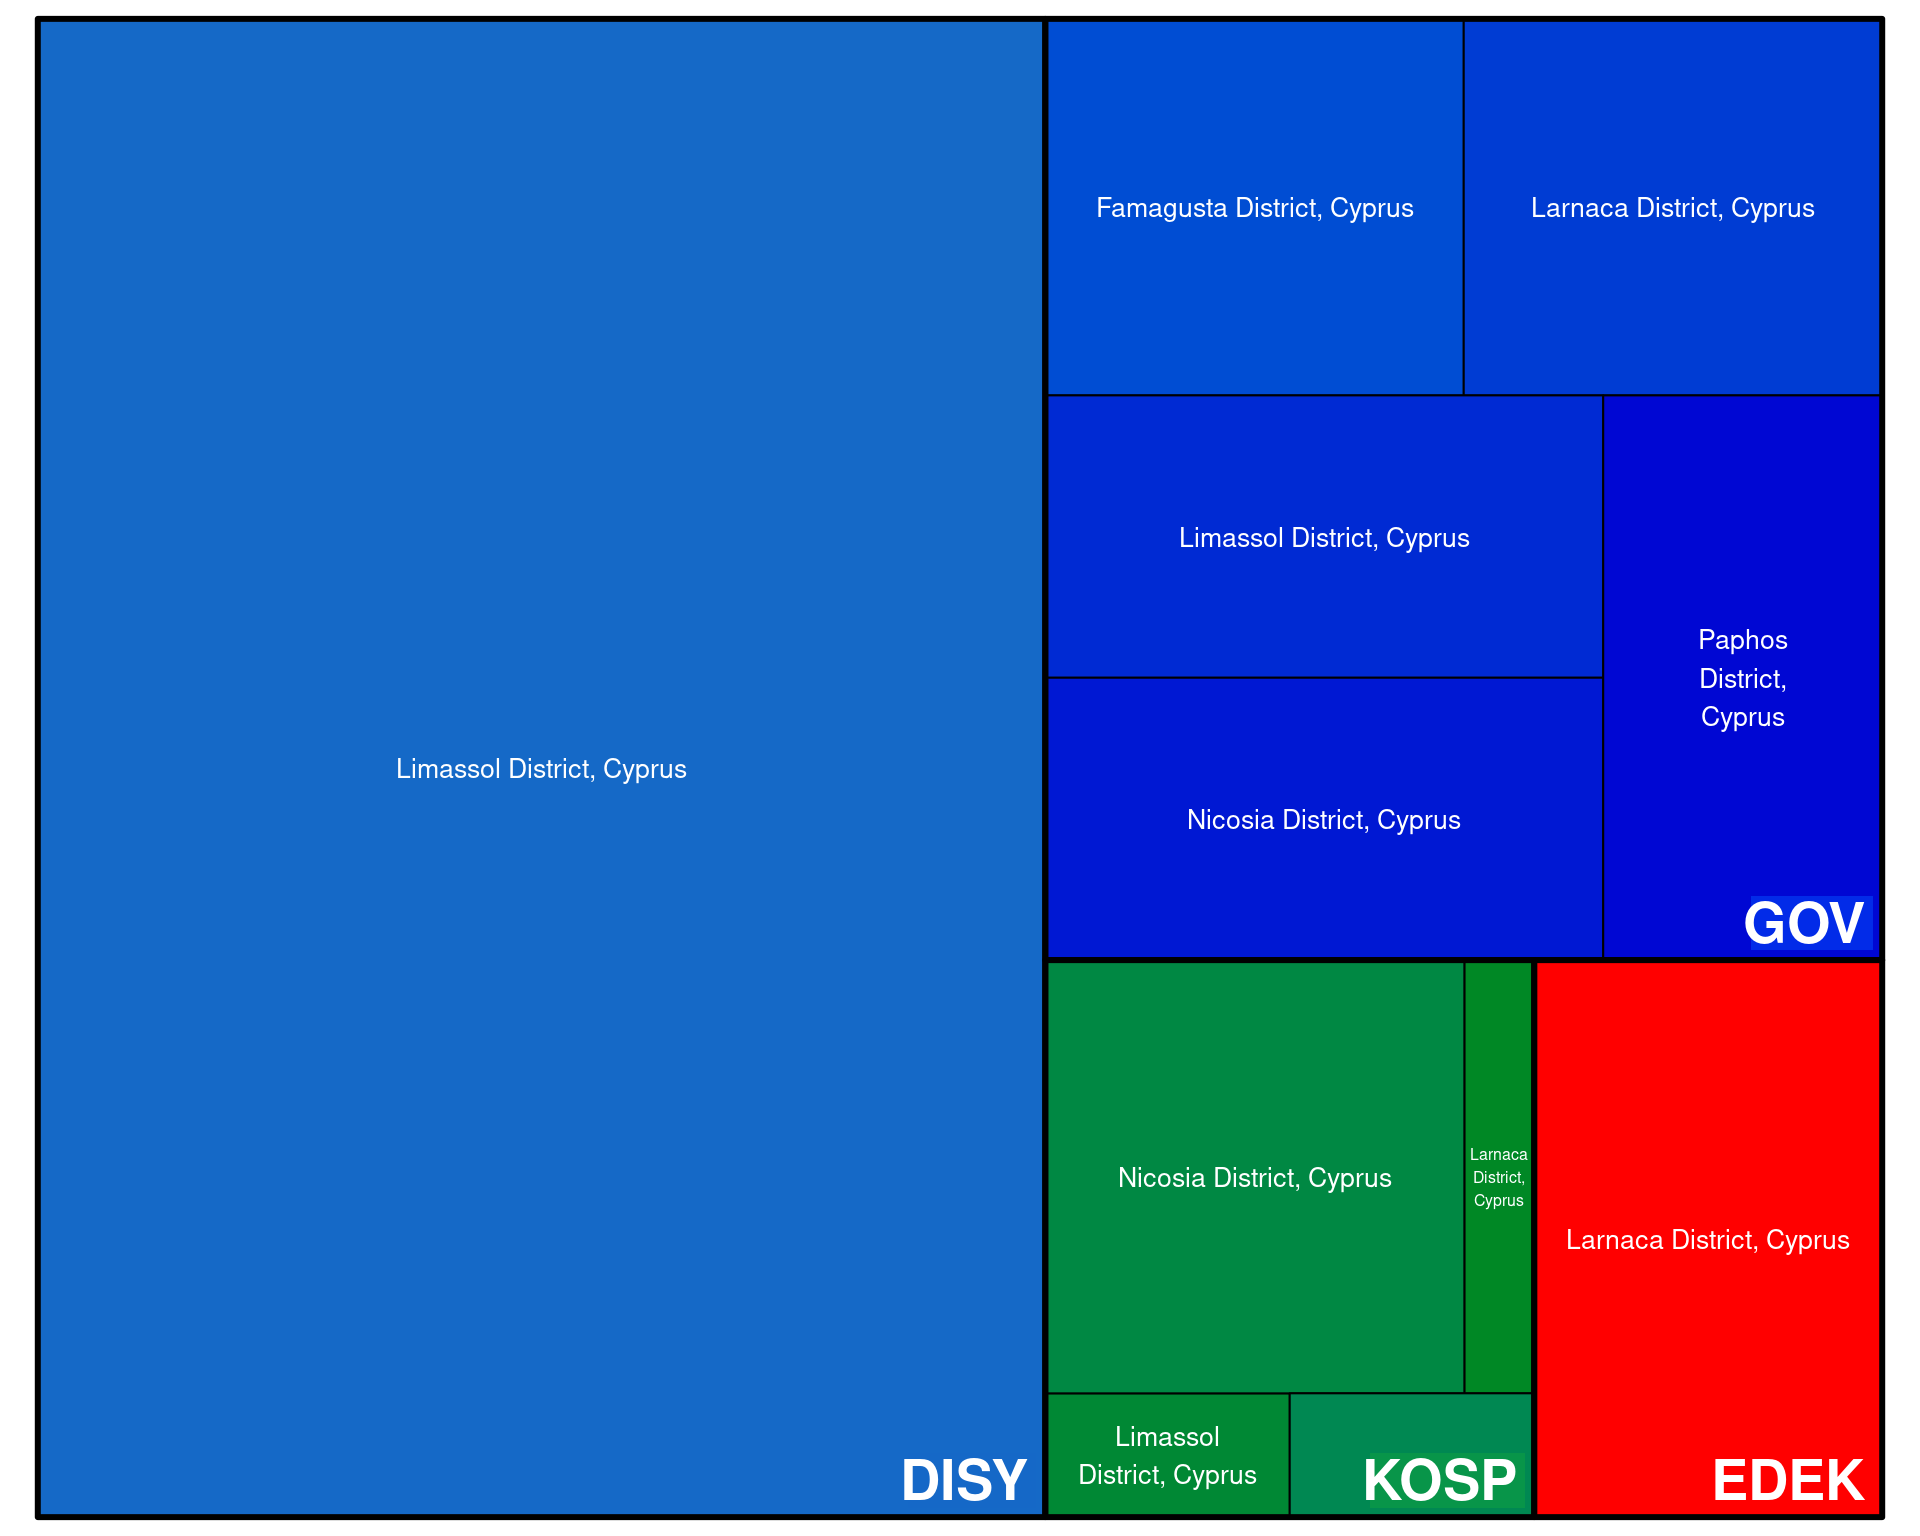 Limassol District, Cyprus
DISY
Famagusta District, Cyprus
Larnaca District, Cyprus
Limassol District, Cyprus
Nicosia District, Cyprus
Paphos
District,
Cyprus
GOV
Nicosia District, Cyprus
Larnaca
District,
Cyprus
Limassol
District, Cyprus
KOSP
Larnaca District, Cyprus
EDEK